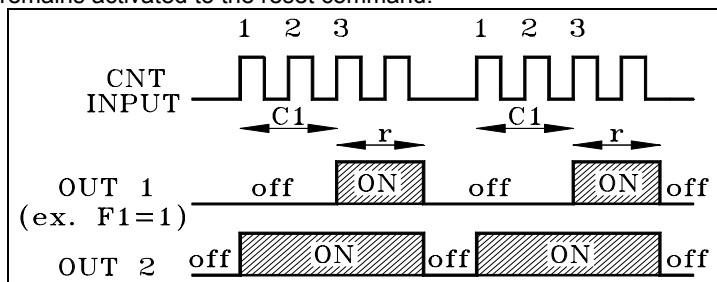 remains activated to the reset command.
1 2 3 1 2 3
CNT
INPUT
C1 C1
r r
OUT 1 off ON off ON off
(ex. F1=1)
OUT 2 off ON off ON off